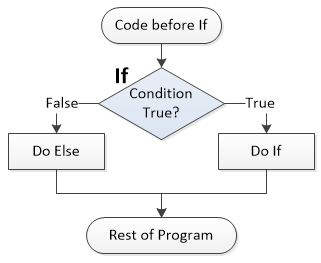 Code before If
If
Condition
True?
False
True
Do Else
Do If
Rest of Program